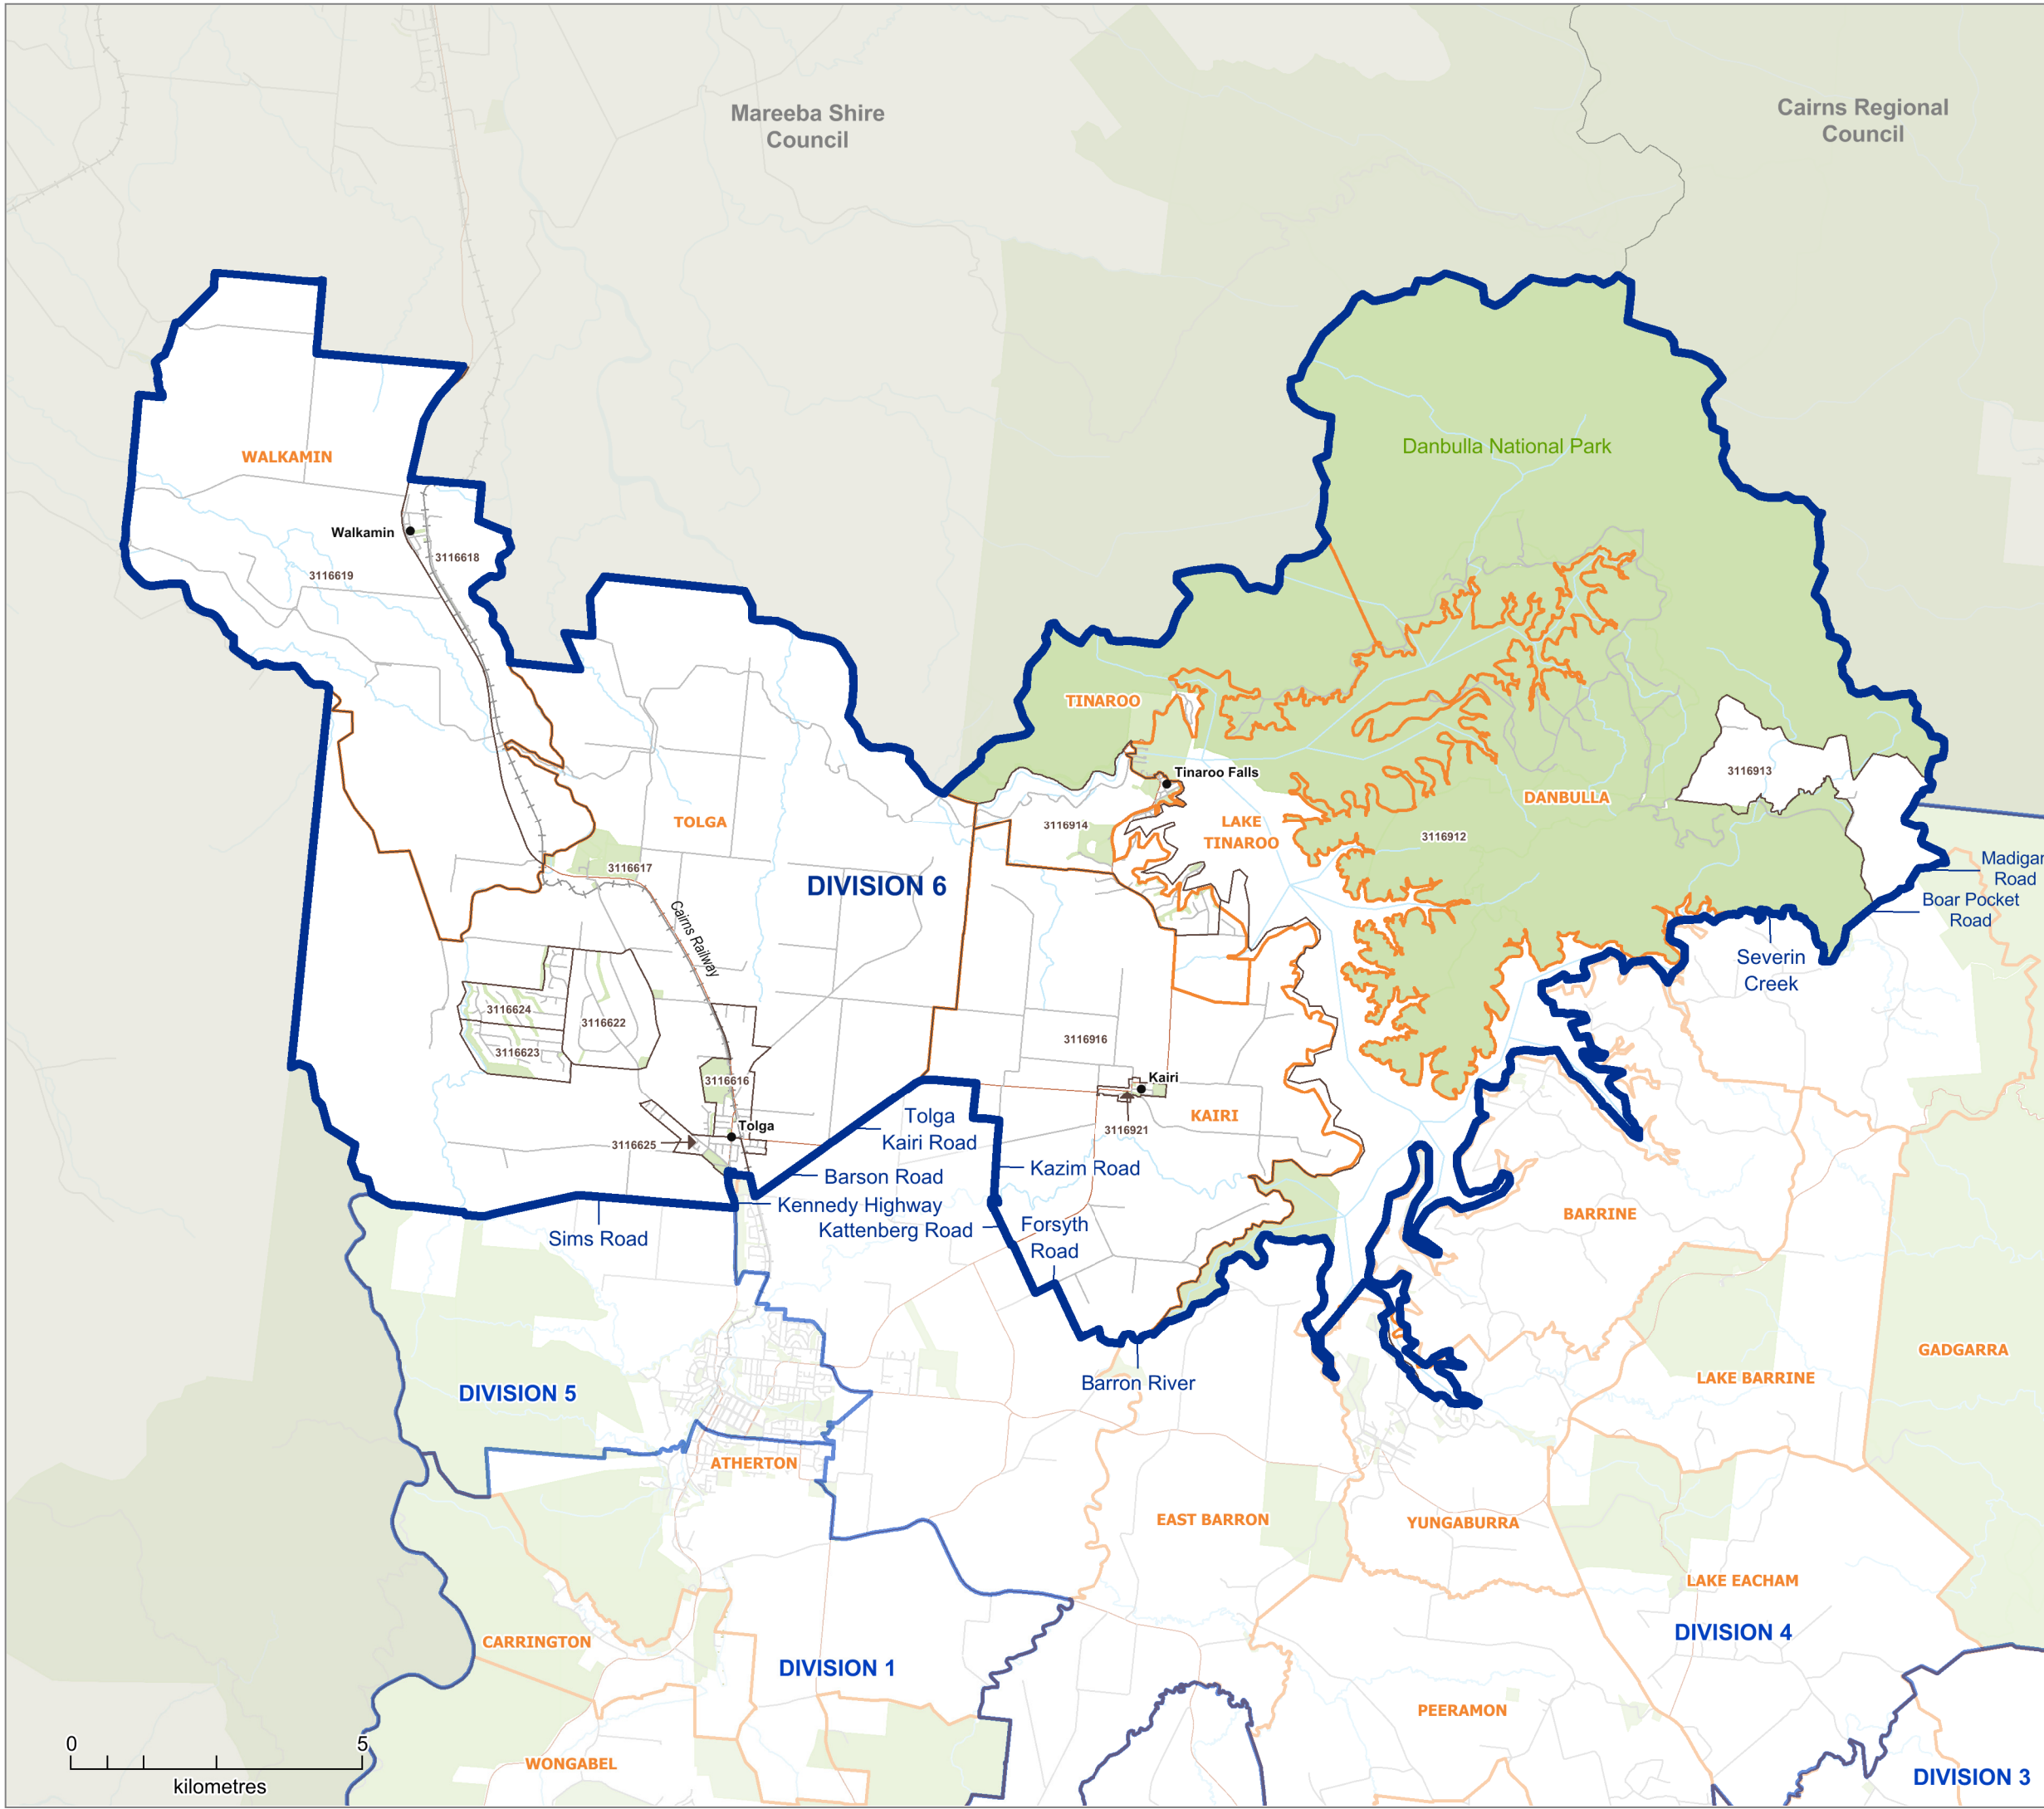 Mareeba Shire
Council
Cairns Regional
Council
Danbulla National Park
WALKAMIN
Walkamin
3116618
3116619
TINAROO
Tinaroo Falls
3116913
DANBULLA
TOLGA
LAKE
TINAROO
3116914
3116912
3116617
DIVISION 6
Madigan
Road
Boar Pocket
Road
Cairns Railway
Severin
Creek
3116624
3116622
3116623
3116916
3116616
Kairi
KAIRI
3116921
Tolga
3116625
Tolga
Kairi Road
Barson Road
Kazim Road
Kennedy Highway
Kattenberg Road
Forsyth
Road
Sims Road
BARRINE
Barron River
DIVISION 5
LAKE BARRINE
GADGARRA
ATHERTON
EAST BARRON
YUNGABURRA
LAKE EACHAM
CARRINGTON
DIVISION 1
DIVISION 4
PEERAMON
WONGABEL
DIVISION 3
0 5
kilometres